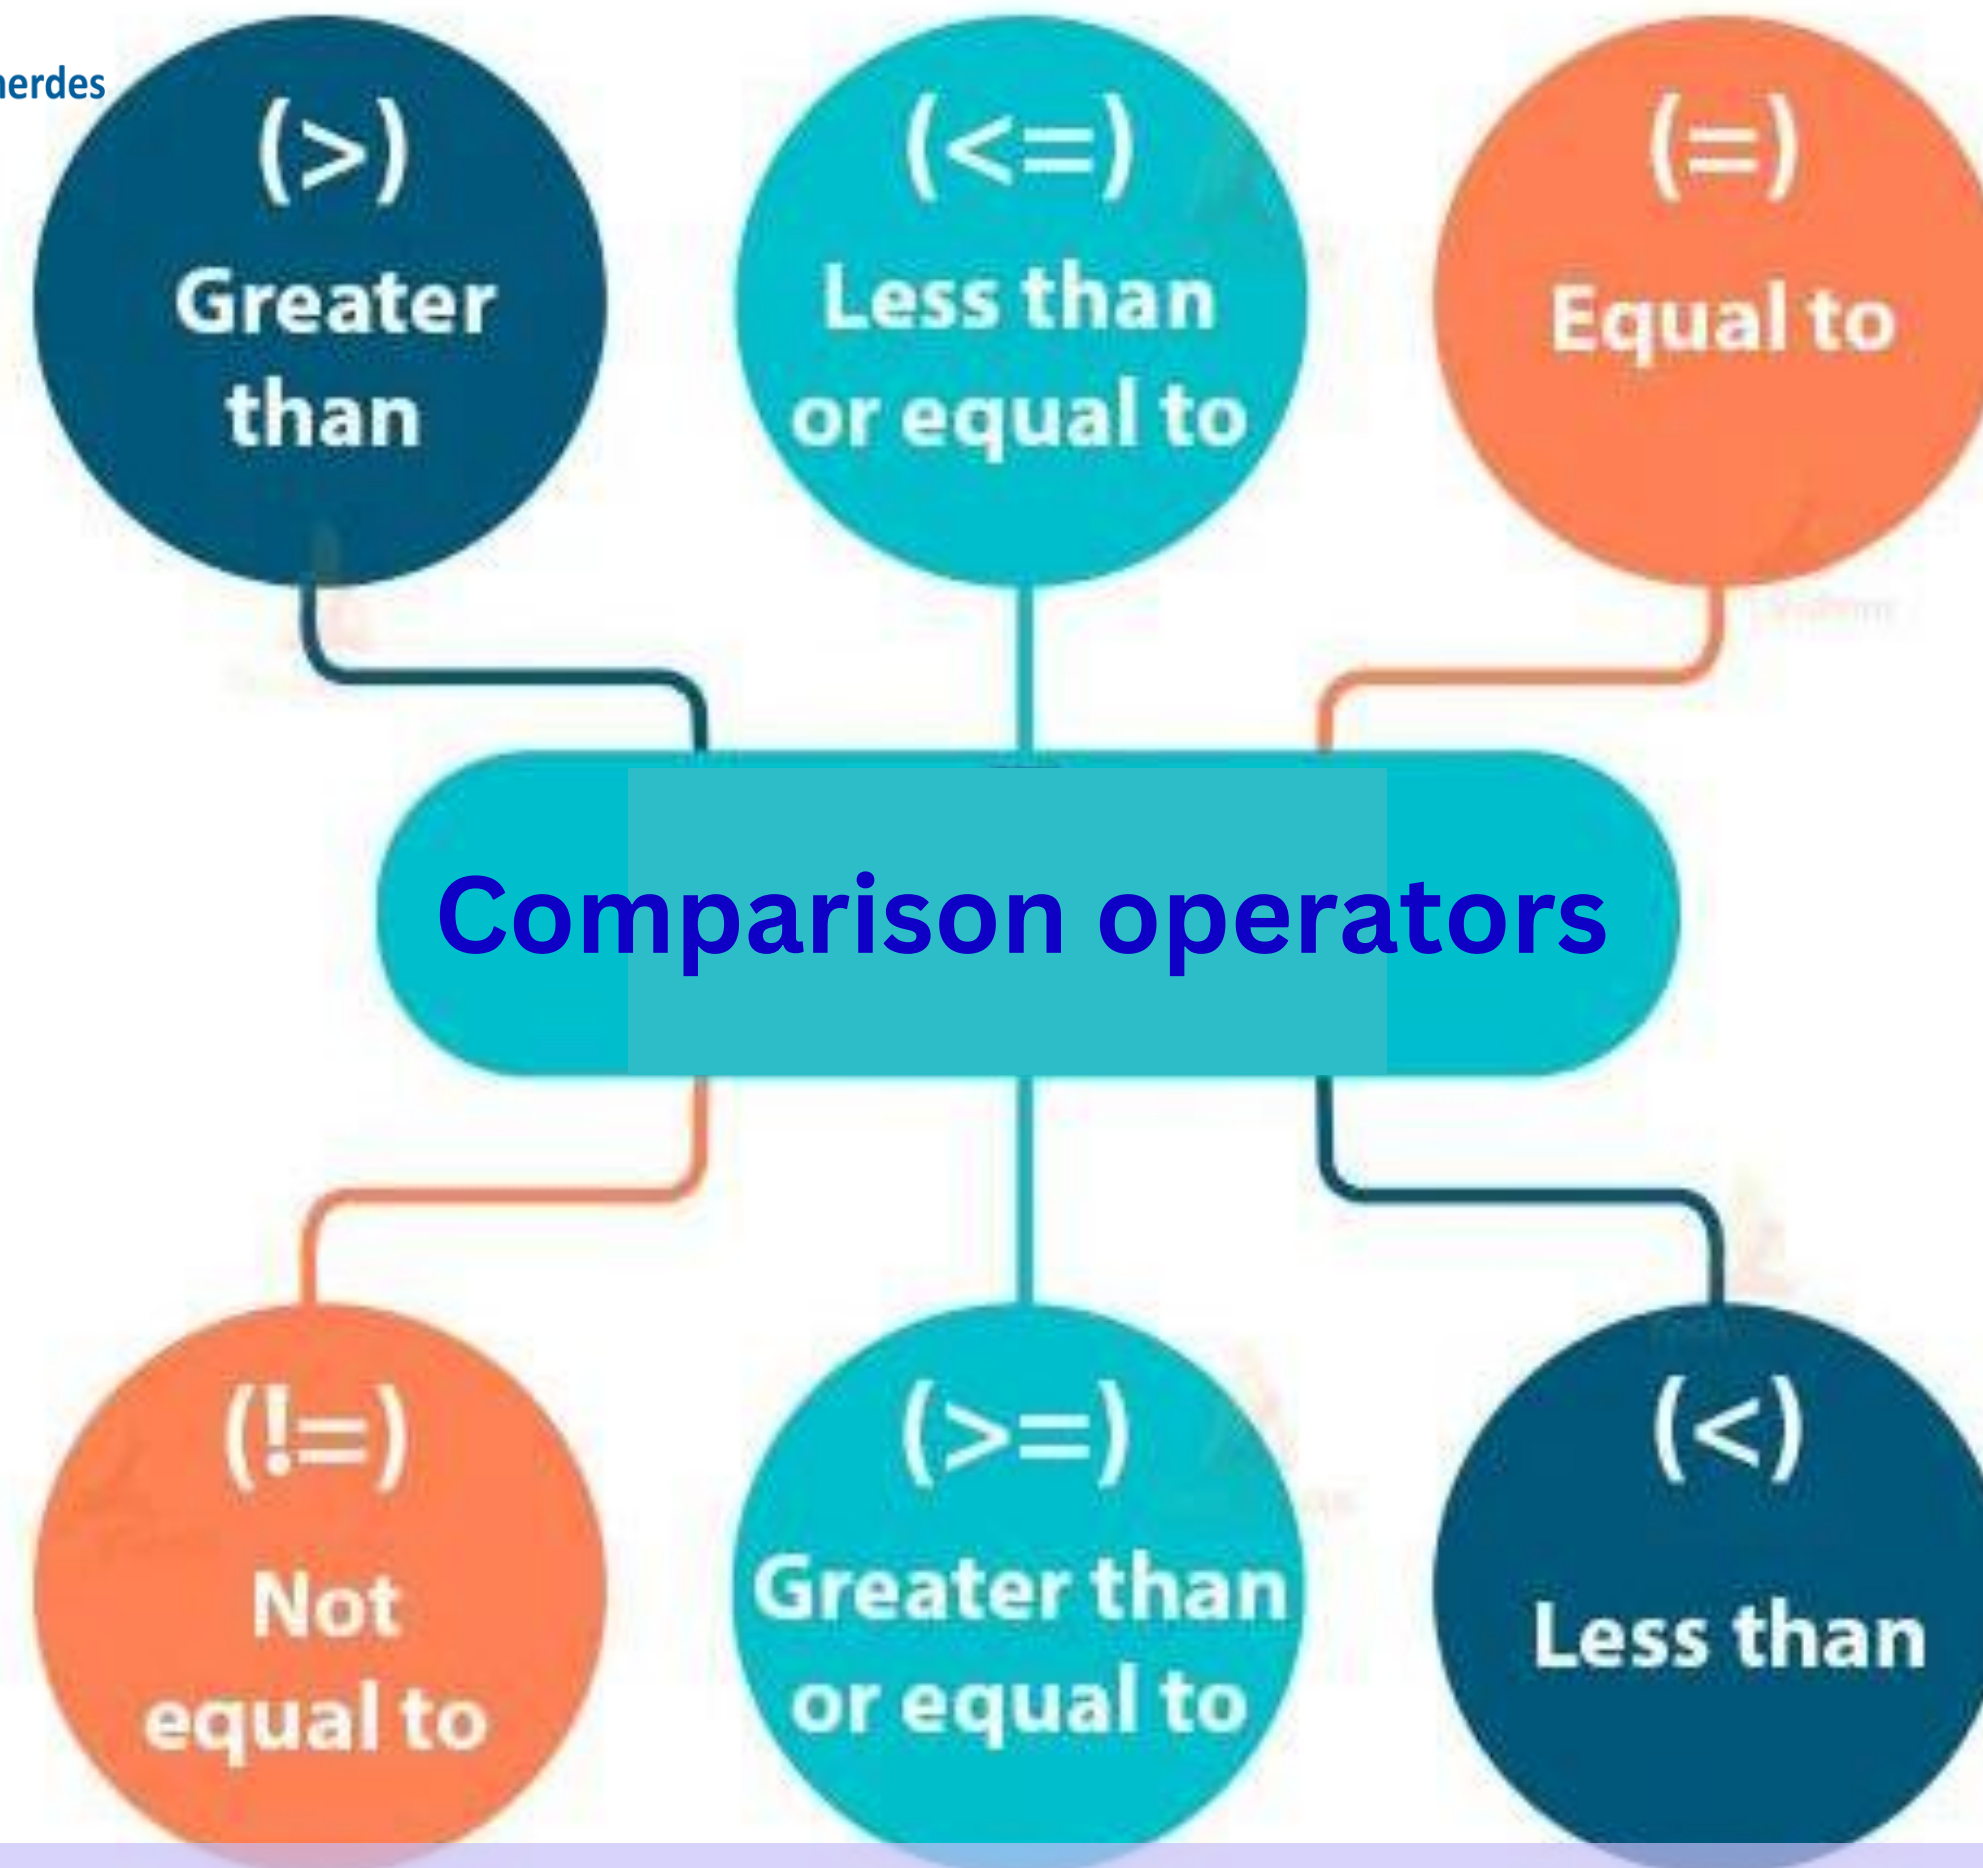 (>)
Greater
than
(<=)
Less than
or equal to
(=)
Equal to
Comparison operators
(!=)
Not
equal to
(>=)
Greater than
or equal to
(<)
Less than